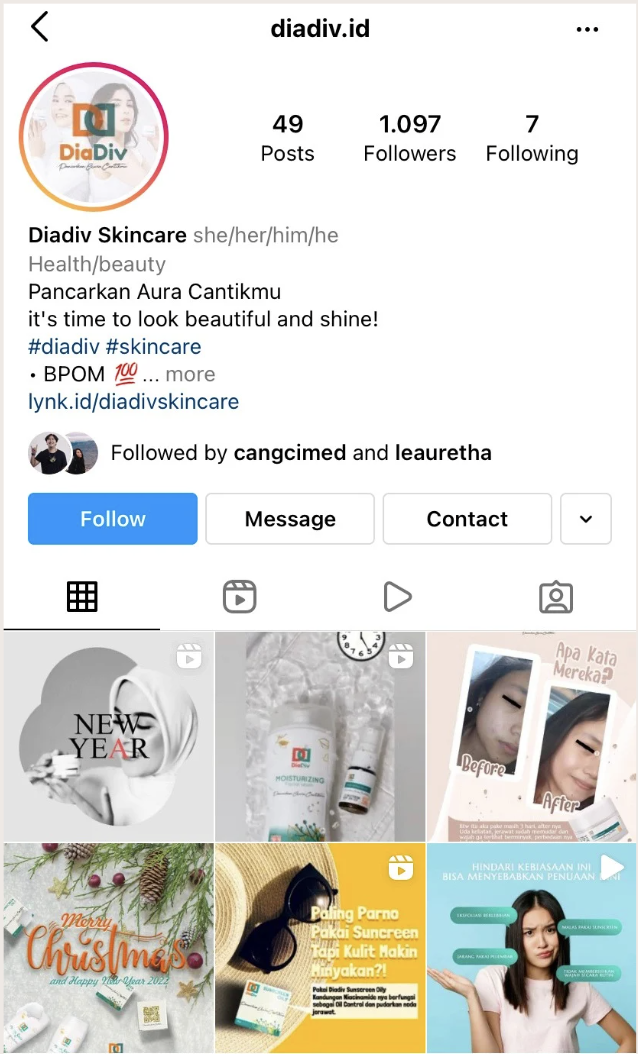 diadiv.id
49
Posts
1.097
Followers
7
Following
DiaDiv
Pancarkan Aura Cantikmu
Diadiv Skincare she/her/him/he
Health/beauty
Pancarkan Aura Cantikmu
it's time to look beautiful and shine!
#diadiv #skincare
• BPOM 💯 ... more
lynk.id/diadivskincare
Followed by cangcimed and leauretha
Follow
Message
Contact
NEW
YEAR
DiaDiv
MOISTURIZING
Apa Kata
Mereka?
Before
After
Merry
Christmas
and Happy New Year 2022
Paling Parno
Pakai Suncreen
Tapi Kulit Makin
Minyakan?!
Pakai Diadiv Sunscreen Oily
Kandungan Niacinamide nya berfungsi
sebagai Oil Control dan pudarkan noda
jerawat.
HINDARI KEBIASAAN INI
BISA MENYEBABKAN PENUAAN